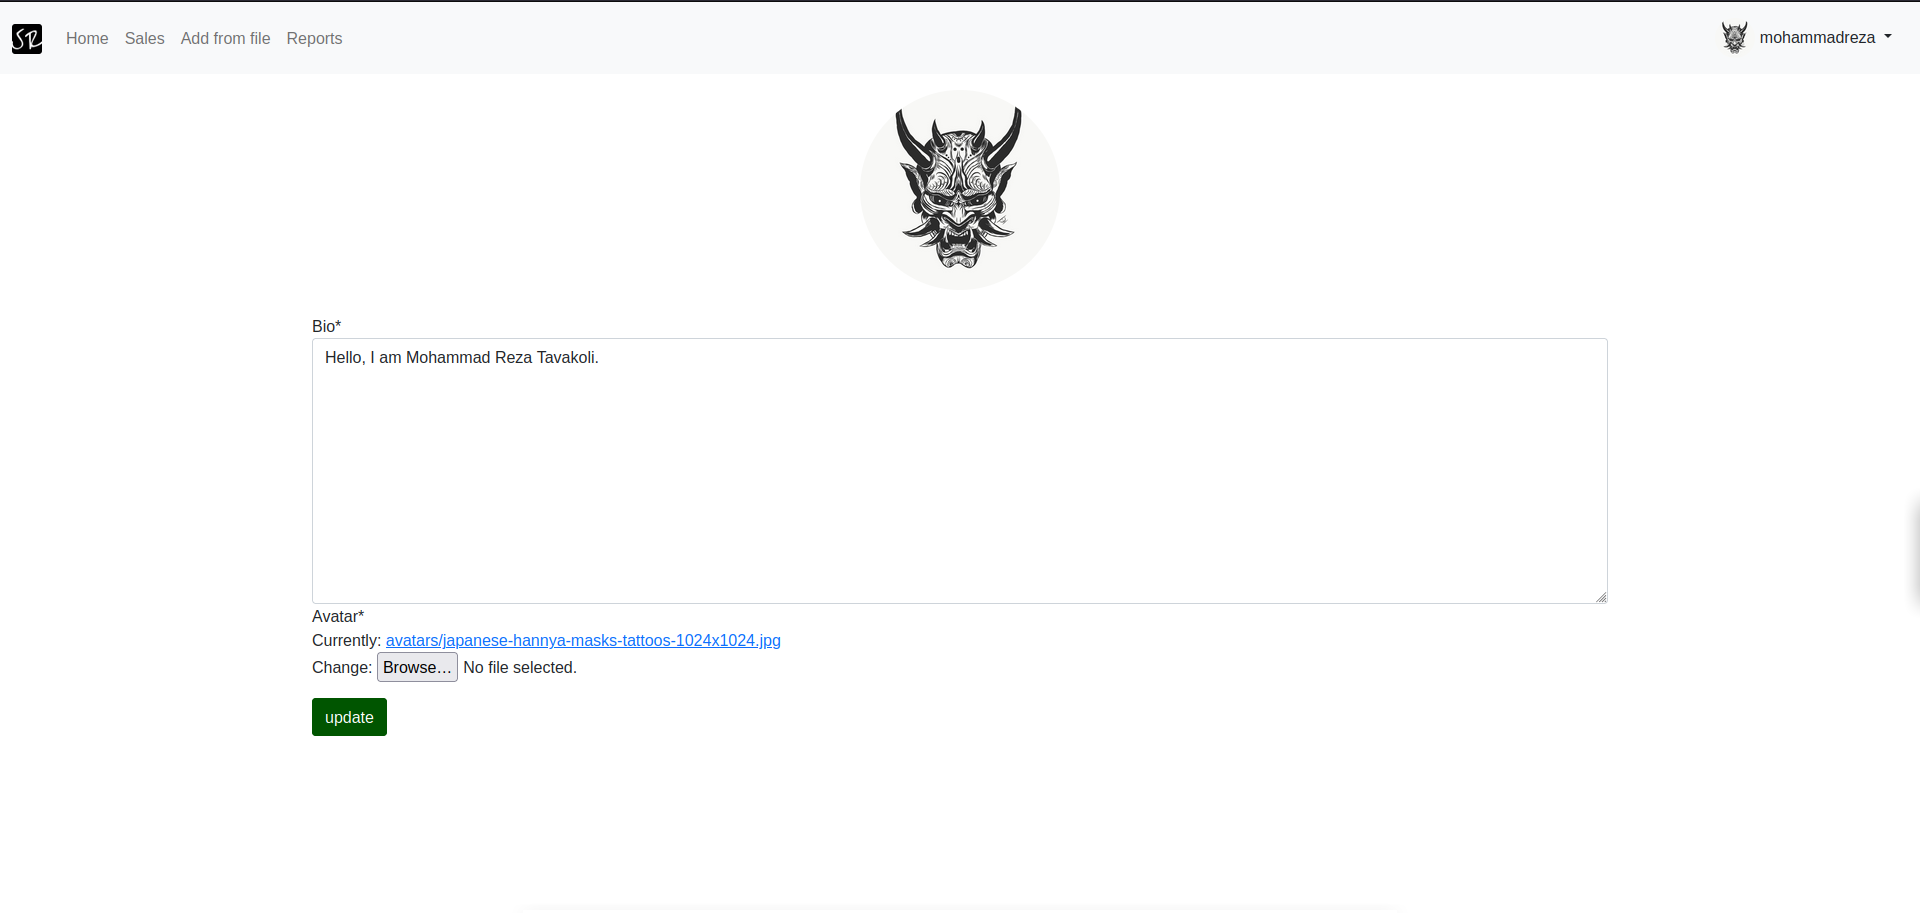 SR
Home Sales Add from file Reports
mohammadreza
Bio*
Hello, I am Mohammad Reza Tavakoli.
Avatar*
Currently: avatars/japanese-hannya-masks-tattoos-1024x1024.jpg
Change: Browse… No file selected.
update